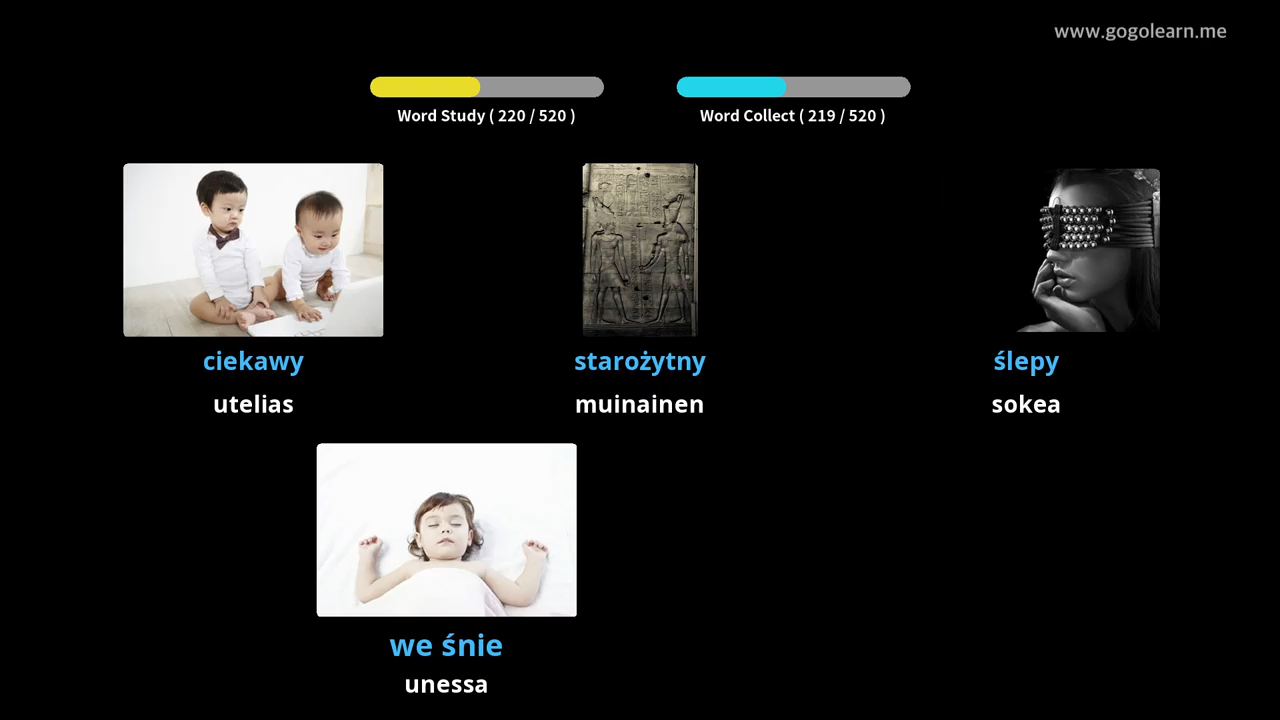 www.gogolearn.me
Word Study ( 220 / 520 )
Word Collect ( 219 / 520 )
ciekawy
starożytny
ślepy
utelias
muinainen
sokea
we śnie
unessa